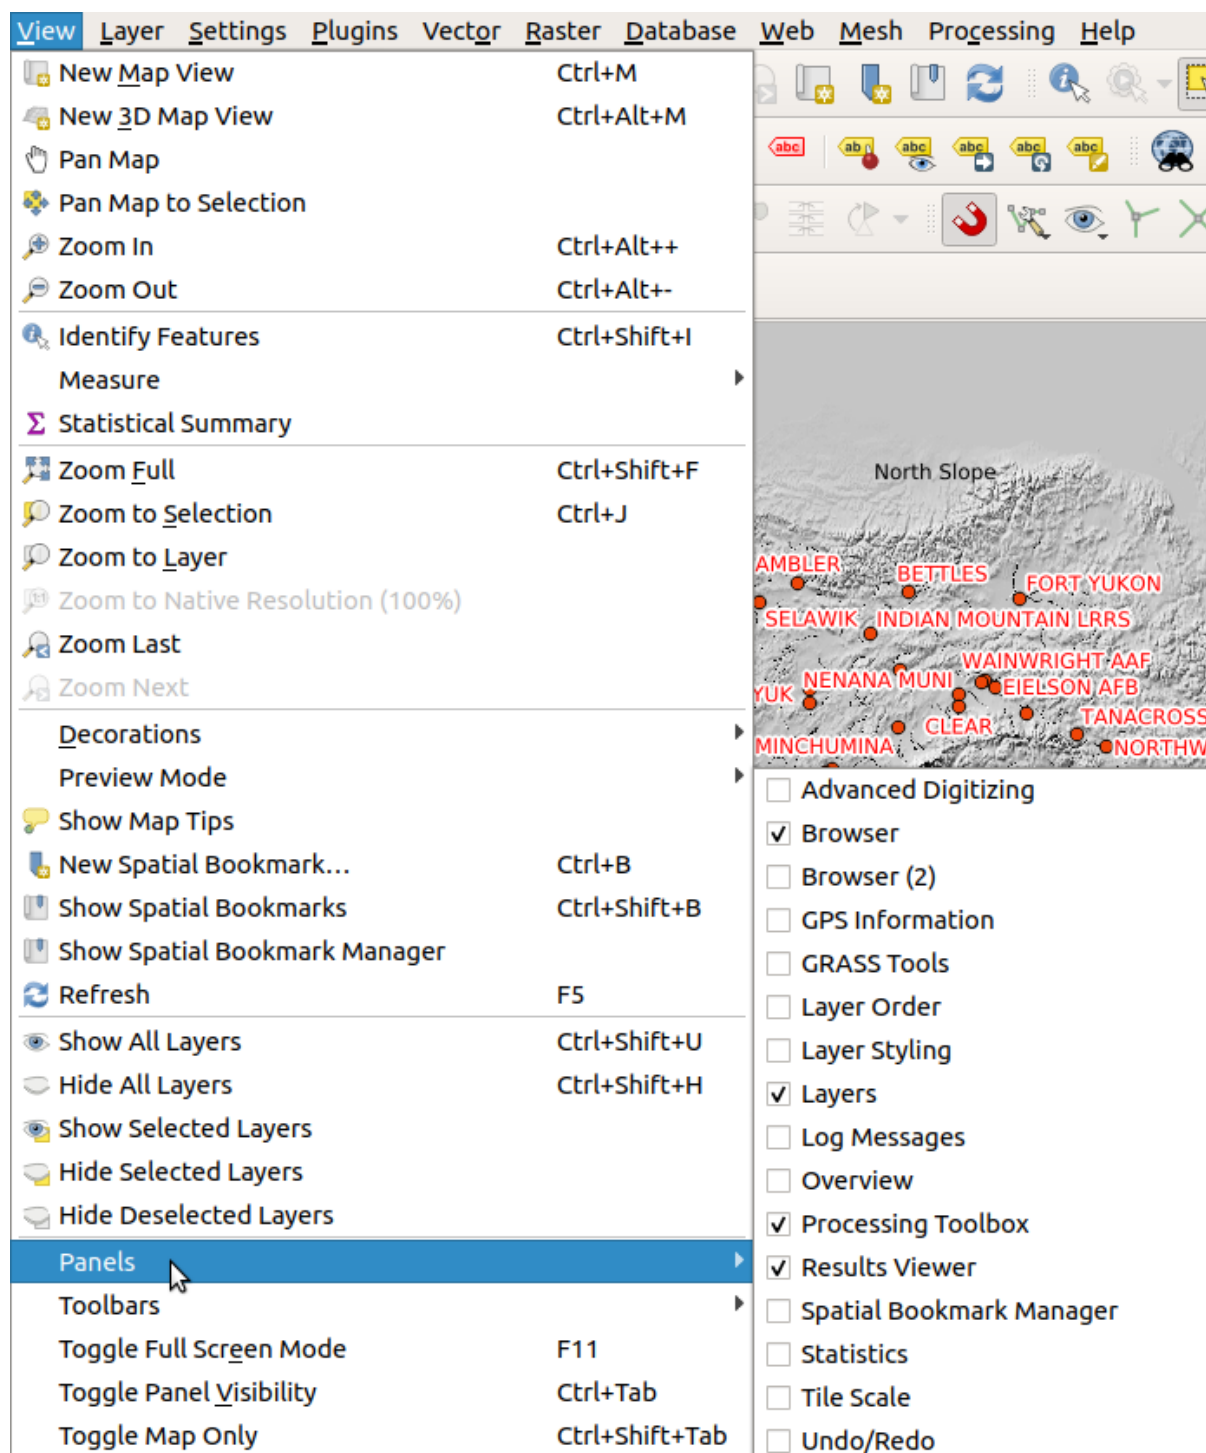 View Layer Settings Plugins Vector Raster Database Web Mesh Processing Help
New Map View Ctrl+M
New 3D Map View Ctrl+Alt+M
Pan Map
Pan Map to Selection
Zoom In Ctrl+Alt++
Zoom Out Ctrl+Alt+-
Identify Features Ctrl+Shift+I
Measure
Statistical Summary
Zoom Full Ctrl+Shift+F
Zoom to Selection Ctrl+J
Zoom to Layer
Zoom to Native Resolution (100%)
Zoom Last
Zoom Next
Decorations
Preview Mode
Show Map Tips
New Spatial Bookmark... Ctrl+B
Show Spatial Bookmarks Ctrl+Shift+B
Show Spatial Bookmark Manager
Refresh F5
Show All Layers Ctrl+Shift+U
Hide All Layers Ctrl+Shift+H
Show Selected Layers
Hide Selected Layers
Hide Deselected Layers
Panels
Toolbars
Toggle Full Screen Mode F11
Toggle Panel Visibility Ctrl+Tab
Toggle Map Only Ctrl+Shift+Tab
abc ab abc abc abc abc
North Slope
AMBLER BETTLES FORT YUKON
SELAWIK INDIAN MOUNTAIN LRRS
WAINWRIGHT AAF
YUK NENANA MUNI EIELSON AFB
CLEAR TANACROSS
MINCHUMINA NORTHW
Advanced Digitizing
Browser
Browser (2)
GPS Information
GRASS Tools
Layer Order
Layer Styling
Layers
Log Messages
Overview
Processing Toolbox
Results Viewer
Spatial Bookmark Manager
Statistics
Tile Scale
Undo/Redo